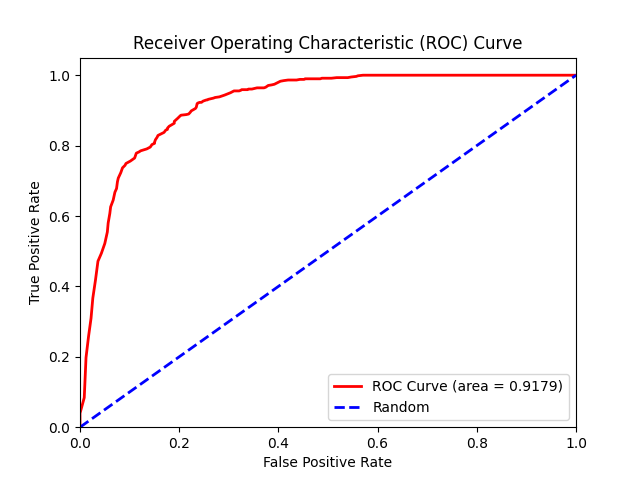 Receiver Operating Characteristic (ROC) Curve
True Positive Rate
1.0
0.8
0.6
0.4
0.2
0.0
ROC Curve (area = 0.9179)
Random
0.0 0.2 0.4 0.6 0.8 1.0
False Positive Rate